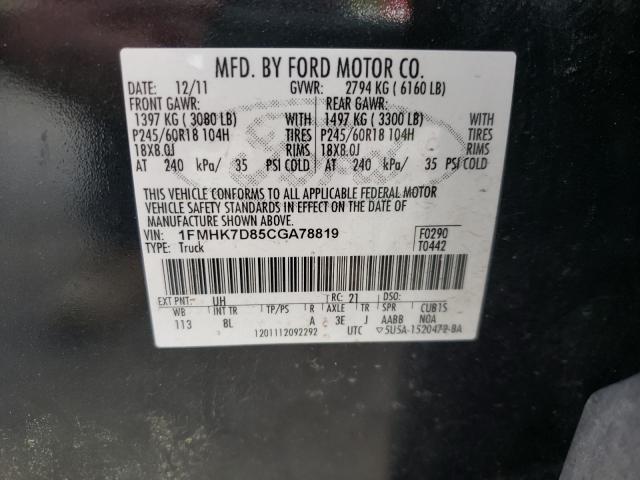 MFD. BY FORD MOTOR CO.
DATE: 12/11 GVWR: 2794 KG ( 6160 LB)
FRONT GAWR: REAR GAWR:
1397 KG ( 3080 LB) WITH 1497 KG ( 3300 LB) WITH
P245/60R18 104H TIRES P245/60R18 104H TIRES
18X8.0J RIMS 18X8.0J RIMS
AT 240 kPa/ 35 PSI COLD AT 240 kPa/ 35 PSI COLD
THIS VEHICLE CONFORMS TO ALL APPLICABLE FEDERAL MOTOR
VEHICLE SAFETY STANDARDS IN EFFECT ON THE DATE OF
MANUFACTURE SHOWN ABOVE.
VIN: 1FMHK7D85CGA78819 F0290
TYPE: Truck T0442
EXT PNT: UH RC: 21 DSO:
WB INT TR TP/PS R AXLE TR SPR CUB1S
113 BL A 3E J AABB NOA
1201112092292 UTC 5U5A-1520472-BA